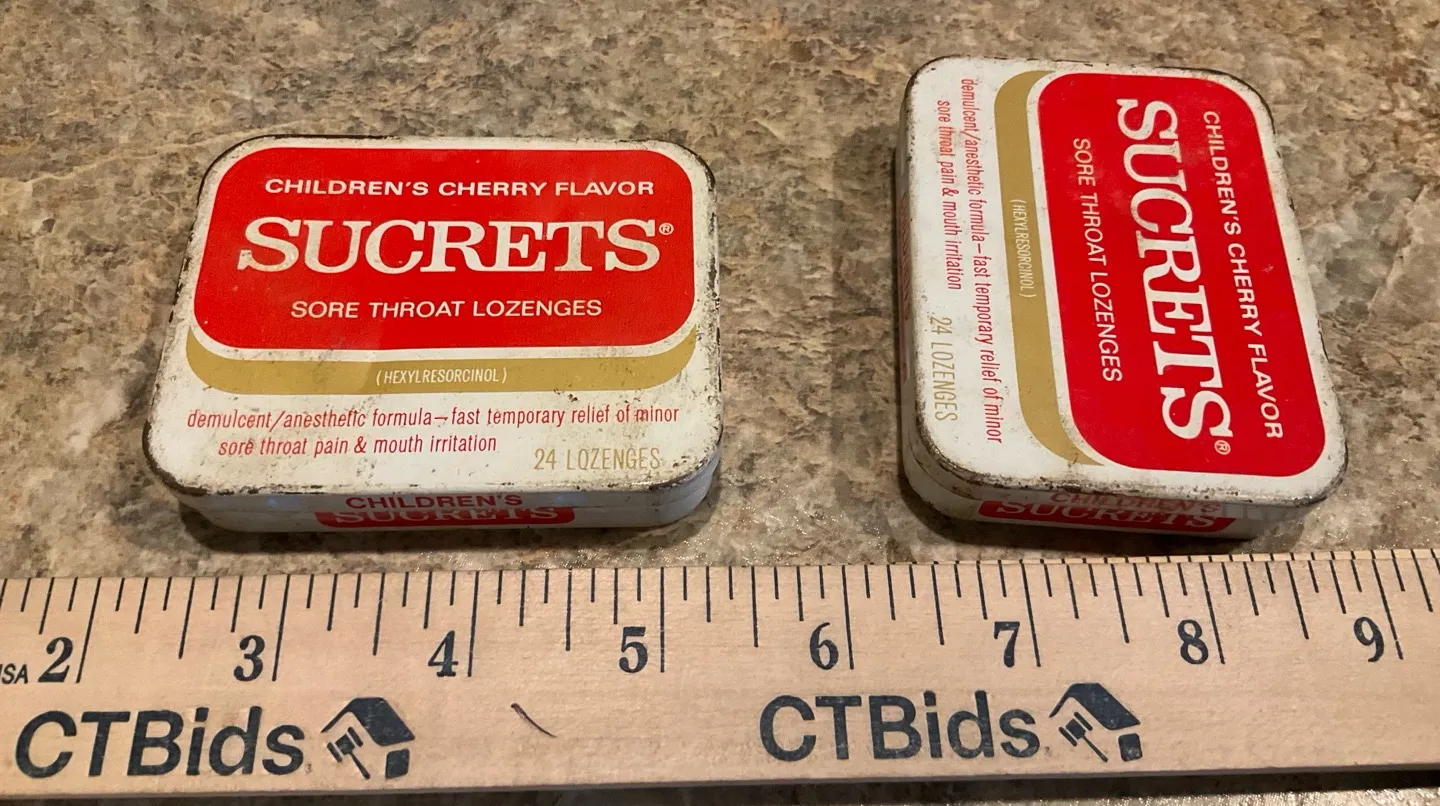 CHILDREN'S CHERRY FLAVOR
SUCRETS®
SORE THROAT LOZENGES
(HEXYLRESORCINOL)
demulcent/anesthetic formula—fast temporary relief of minor
sore throat pain & mouth irritation
24 LOZENGES
CHILDREN'S
SUCRETS
CHILDREN'S CHERRY FLAVOR
SUCRETS®
SORE THROAT LOZENGES
(HEXYLRESORCINOL)
demulcent/anesthetic formula—fast temporary relief of minor
sore throat pain & mouth irritation
24 LOZENGES
CHILDREN'S
SUCRETS
USA 2 3 4 5 6 7 8 9
CTBids CTBids